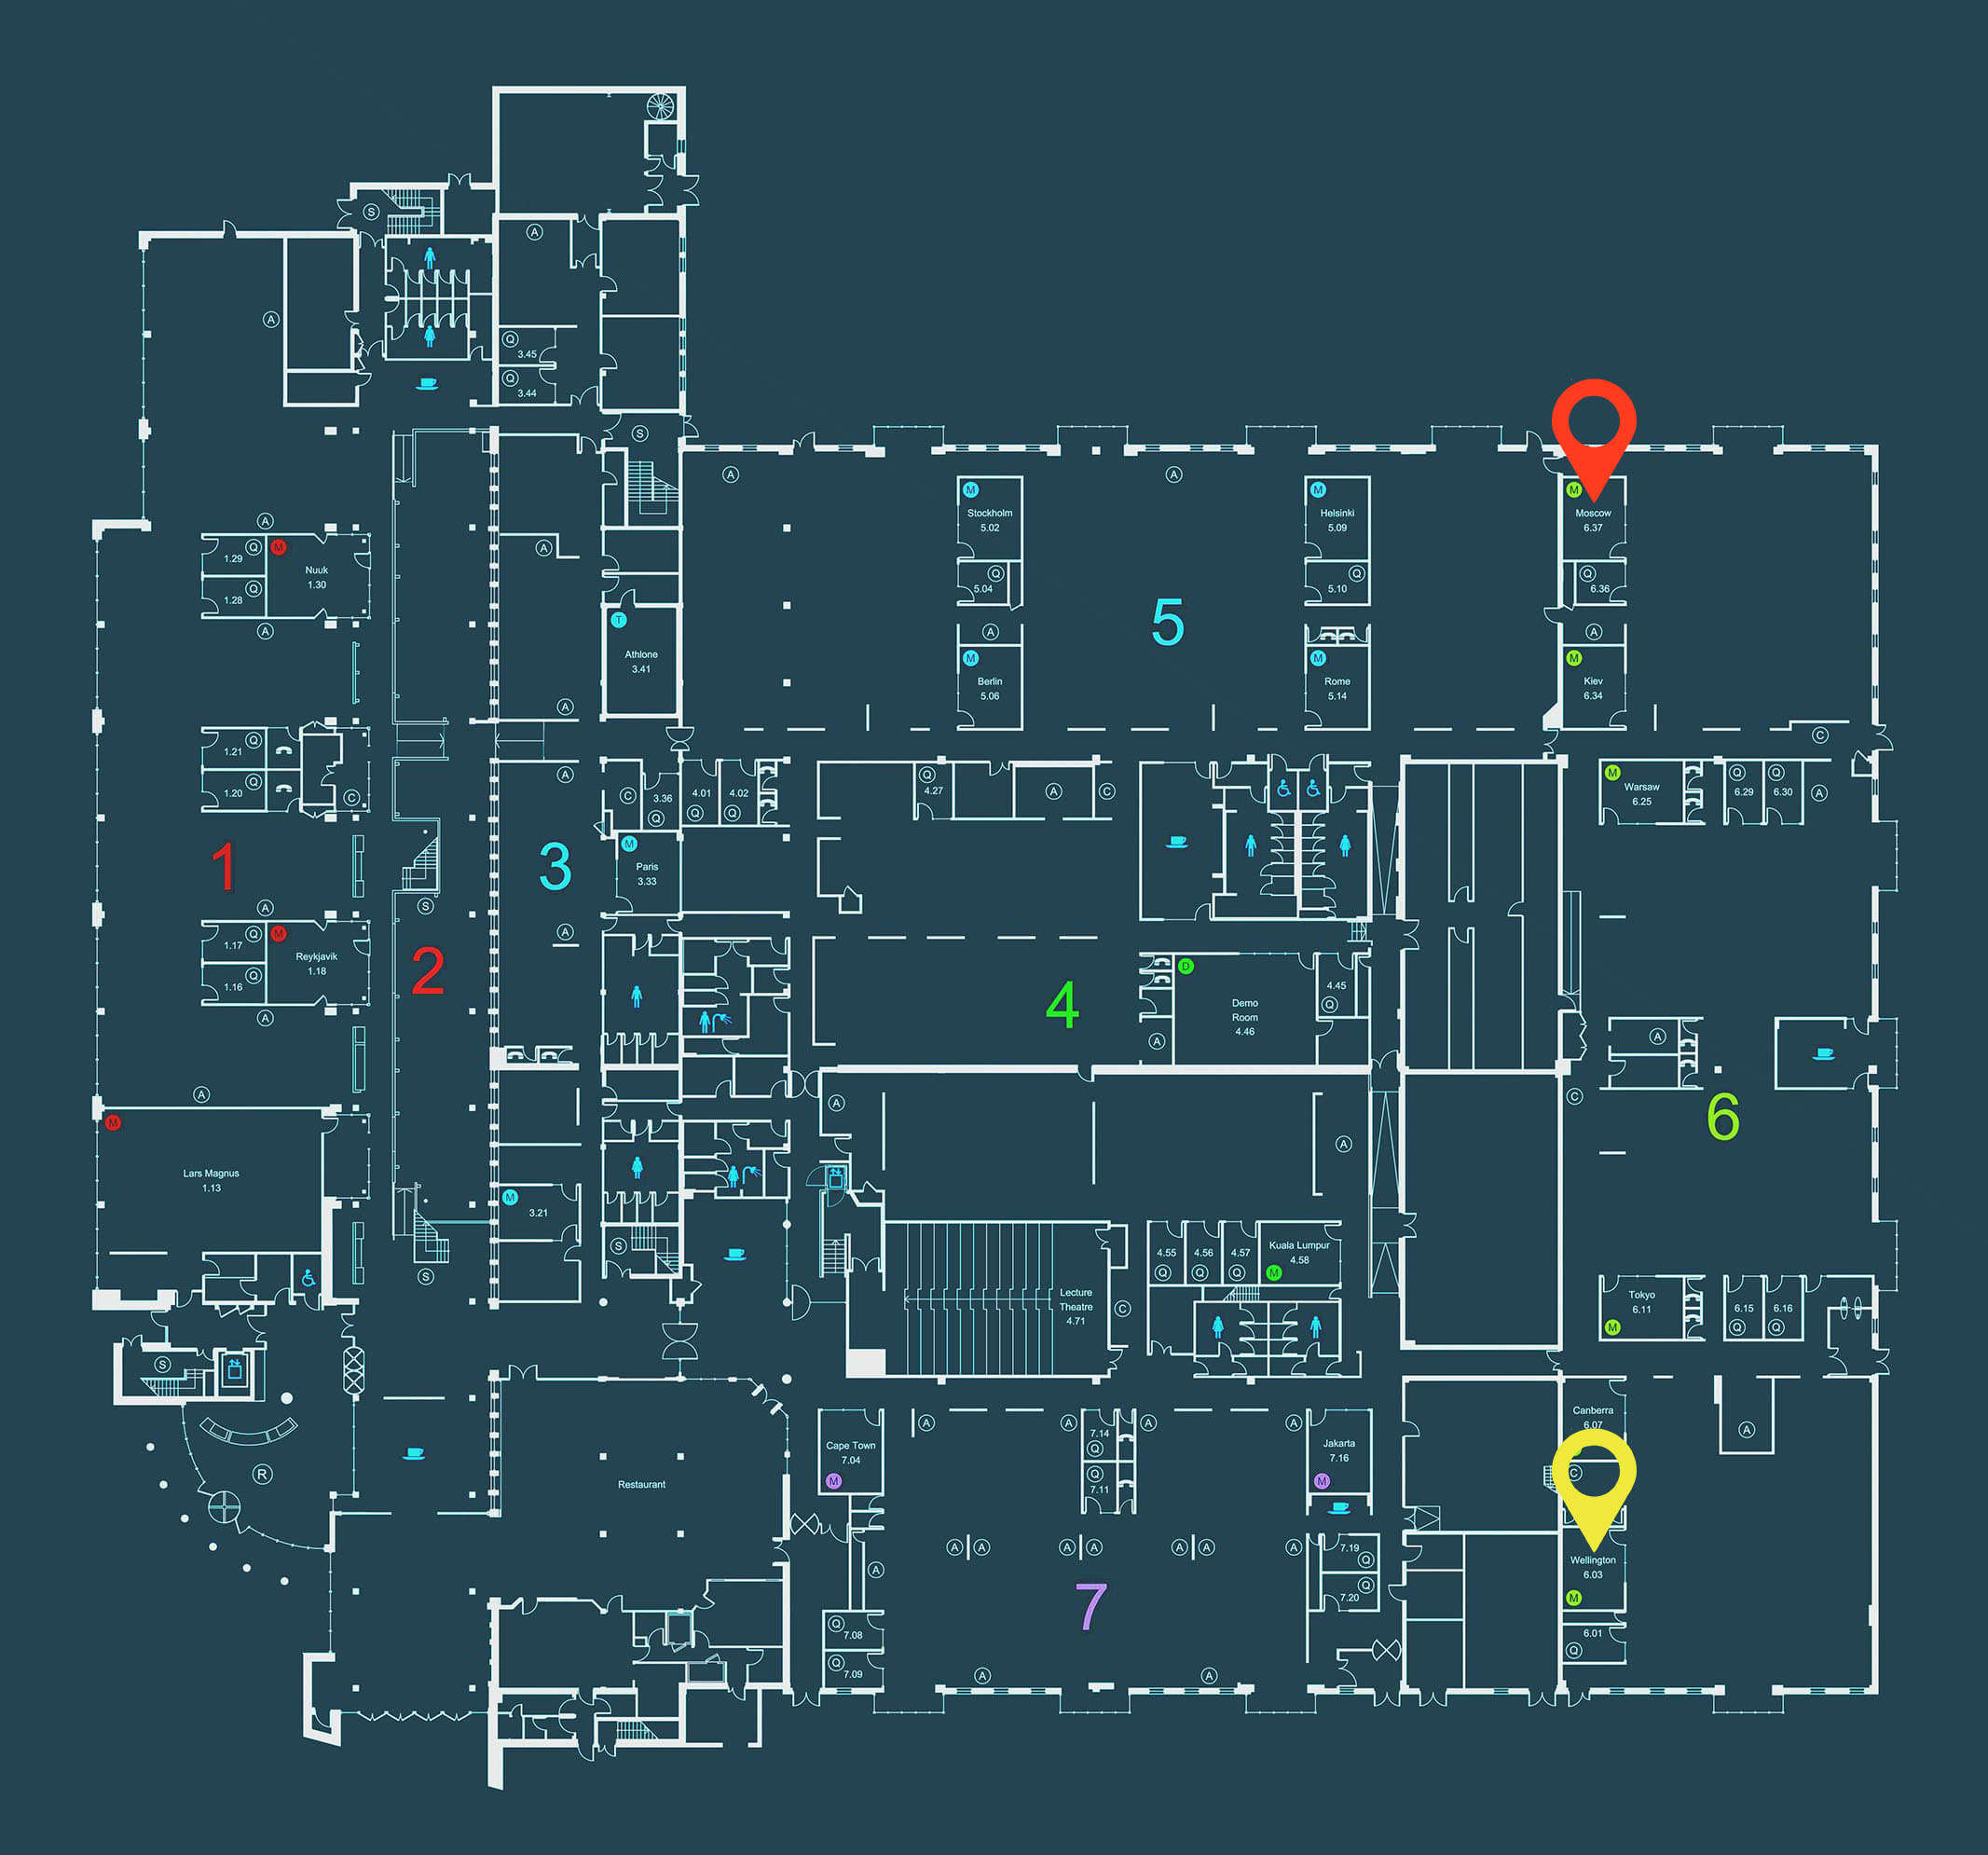 S
A
A
Q
3.45
Q
3.44
S
A
A
M
Stockholm
5.02
M
Helsinki
5.09
M
Moscow
6.37
A
Q
1.29
M
Nuuk
1.30
Q
1.28
A
A
Q
5.04
Q
5.10
Q
6.36
5
T
Athlone
3.41
A
M
Berlin
5.06
M
Rome
5.14
A
M
Kiev
6.34
A
C
Q
1.21
Q
1.20
C
A
C
3.36
Q
4.01
Q
4.02
Q
Q
4.27
A
C
M
Warsaw
6.25
Q
6.29
Q
6.30
A
1
3
M
Paris
3.33
A
S
A
Q
1.17
M
Reykjavik
1.18
Q
1.16
A
2
4
D
Demo
Room
4.46
4.45
Q
A
A
A
M
Lars Magnus
1.13
A
A
C
6
M
3.21
S
S
4.55
Q
4.56
Q
4.57
Q
Kuala Lumpur
4.58
M
Lecture
Theatre
4.71
C
Tokyo
6.11
M
6.15
Q
6.16
Q
S
R
Restaurant
Cape Town
7.04
M
A
A
7.14
Q
Q
7.11
A
A
Jakarta
7.16
M
Canberra
6.07
C
A
A
A
A
A
A
A
A
A
7.19
Q
Q
7.20
Wellington
6.03
M
7
Q
7.08
Q
7.09
A
A
6.01
Q